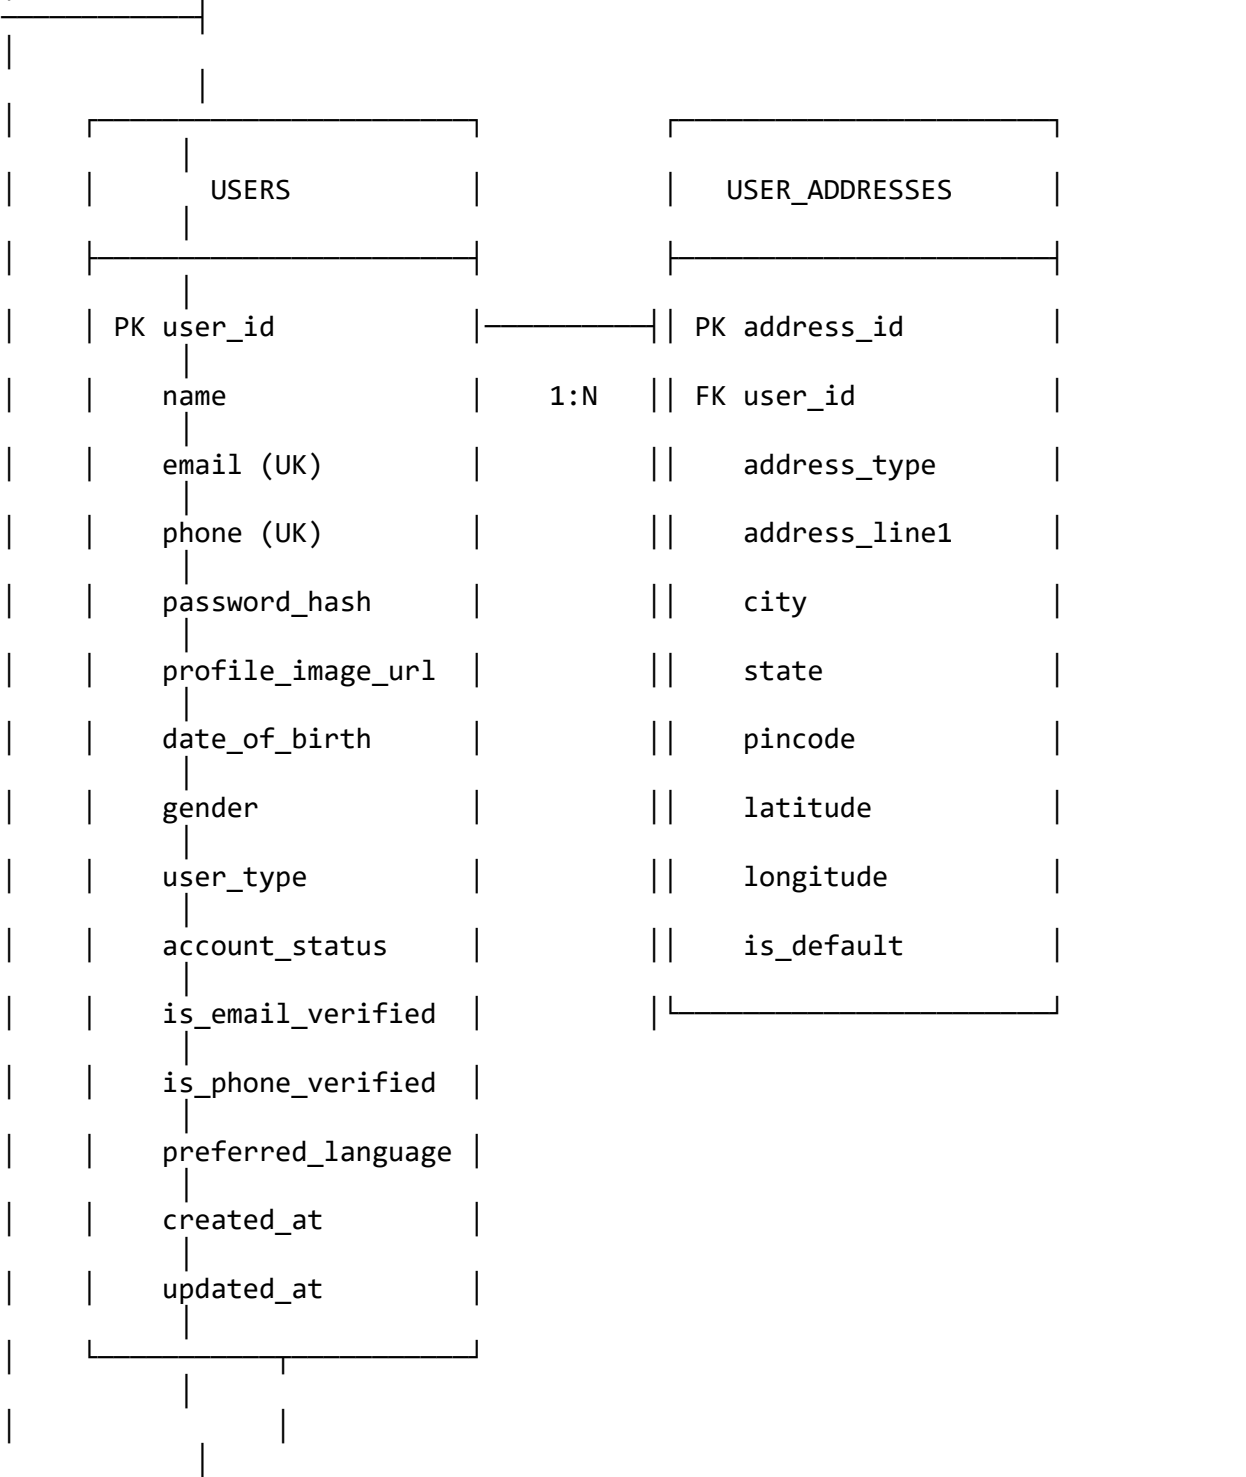 USERS USER_ADDRESSES
PK user_id PK address_id
name 1:N FK user_id
email (UK) address_type
phone (UK) address_line1
password_hash city
profile_image_url state
date_of_birth pincode
gender latitude
user_type longitude
account_status is_default
is_email_verified
is_phone_verified
preferred_language
created_at
updated_at